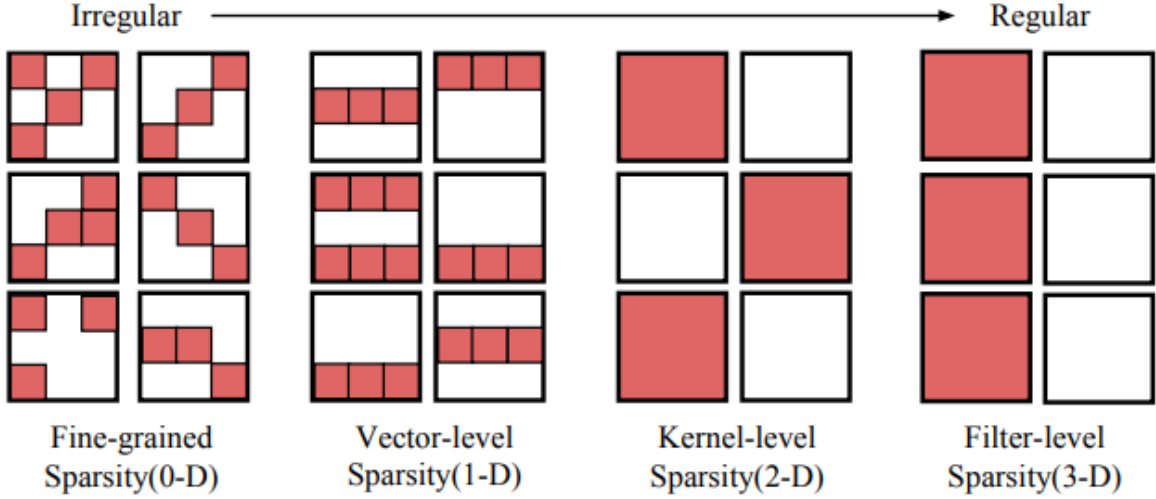 Irregular
Regular
Fine-grained
Sparsity(0-D)
Vector-level
Sparsity(1-D)
Kernel-level
Sparsity(2-D)
Filter-level
Sparsity(3-D)